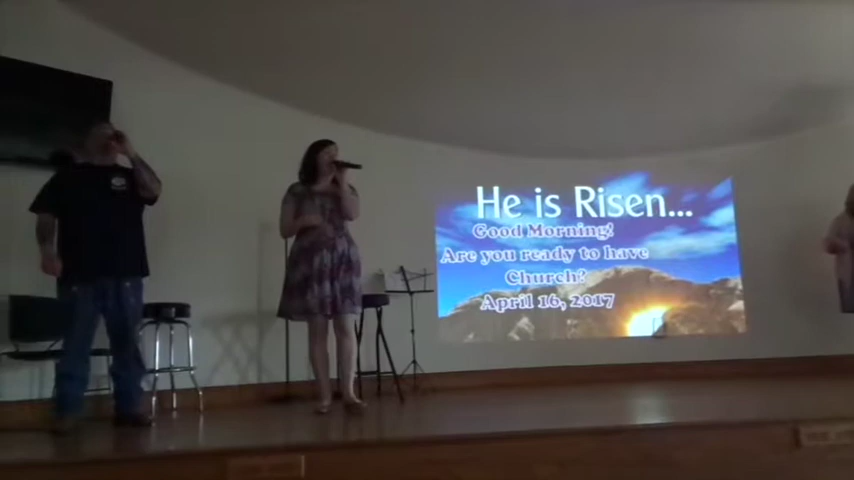 He is Risen...
Good Morning!
Are you ready to have
Church?
April 16, 2017